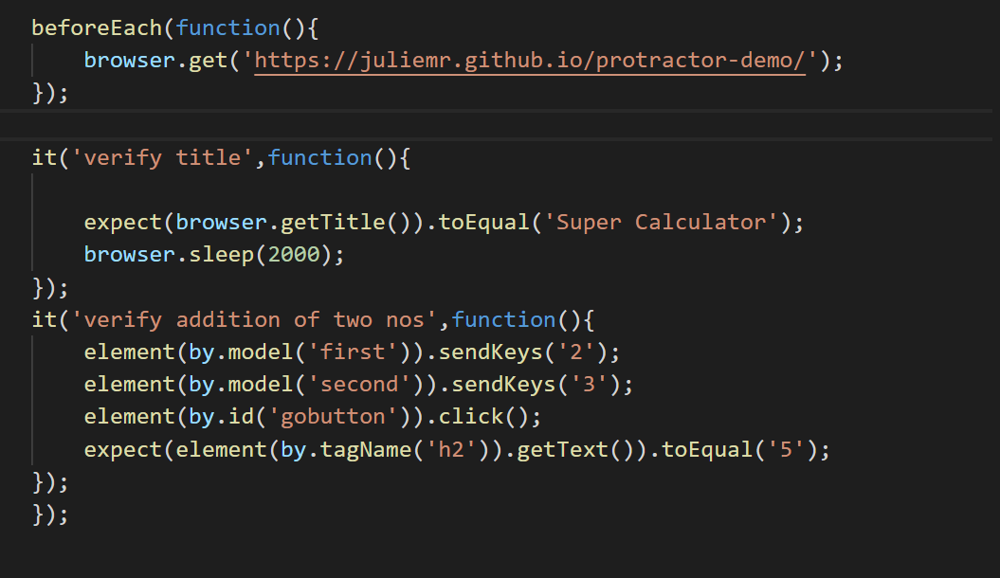 beforeEach(function(){
    browser.get('https://juliemr.github.io/protractor-demo/');
});
it('verify title',function(){
    expect(browser.getTitle()).toEqual('Super Calculator');
    browser.sleep(2000);
});
it('verify addition of two nos',function(){
    element(by.model('first')).sendKeys('2');
    element(by.model('second')).sendKeys('3');
    element(by.id('gobutton')).click();
    expect(element(by.tagName('h2')).getText()).toEqual('5');
});
});